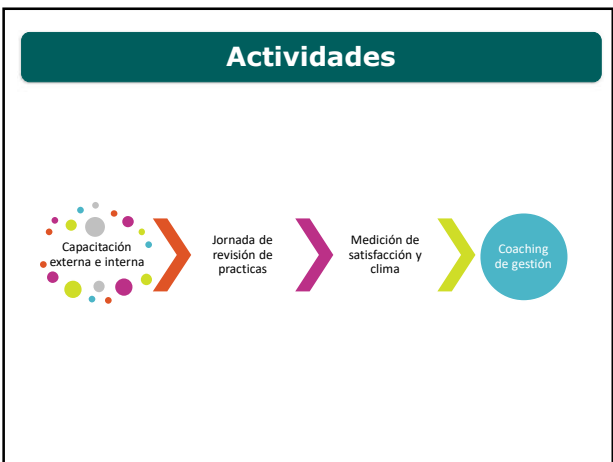 Actividades
Capacitación
externa e interna
Jornada de
revisión de
practicas
Medición de
satisfacción y
clima
Coaching
de gestión